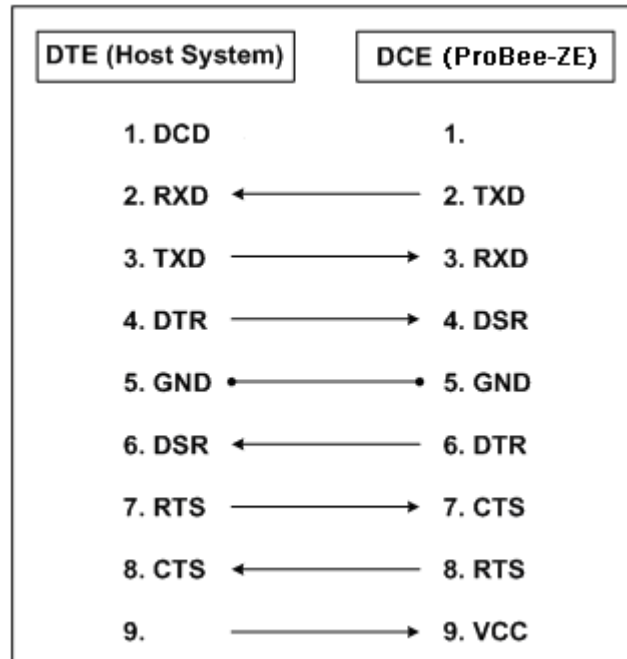 DTE (Host System) DCE (ProBee-ZE)
1. DCD 1.
2. RXD 2. TXD
3. TXD 3. RXD
4. DTR 4. DSR
5. GND 5. GND
6. DSR 6. DTR
7. RTS 7. CTS
8. CTS 8. RTS
9. 9. VCC